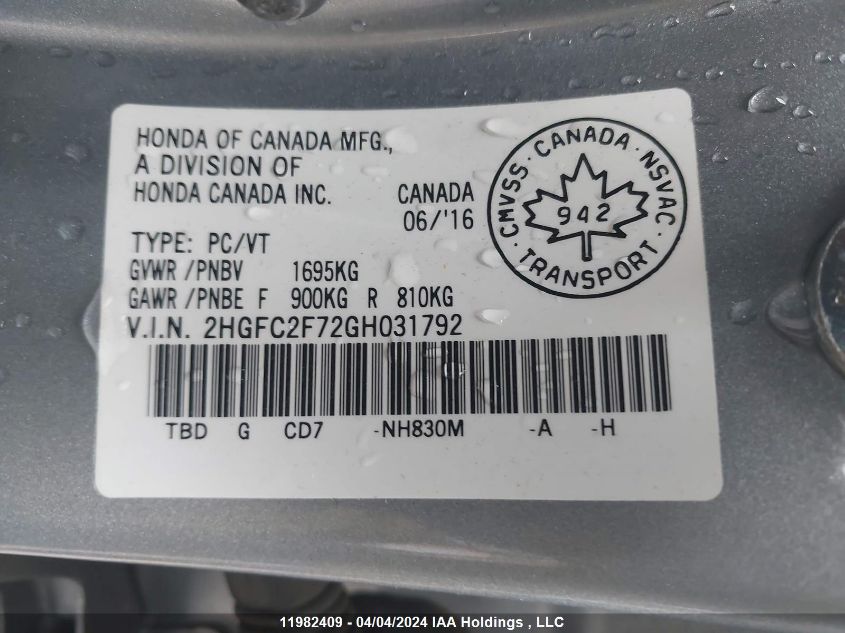 HONDA OF CANADA MFG.,
A DIVISION OF
HONDA CANADA INC.
CANADA
06/'16
CMVSS · CANADA · NSVAC · TRANSPORT ·
942
TYPE: PC/VT
GVWR /PNBV 1695KG
GAWR /PNBE F 900KG R 810KG
V.I.N. 2HGFC2F72GH031792
TBD G CD7 -NH830M -A -H
11982409 - 04/04/2024 IAA Holdings , LLC